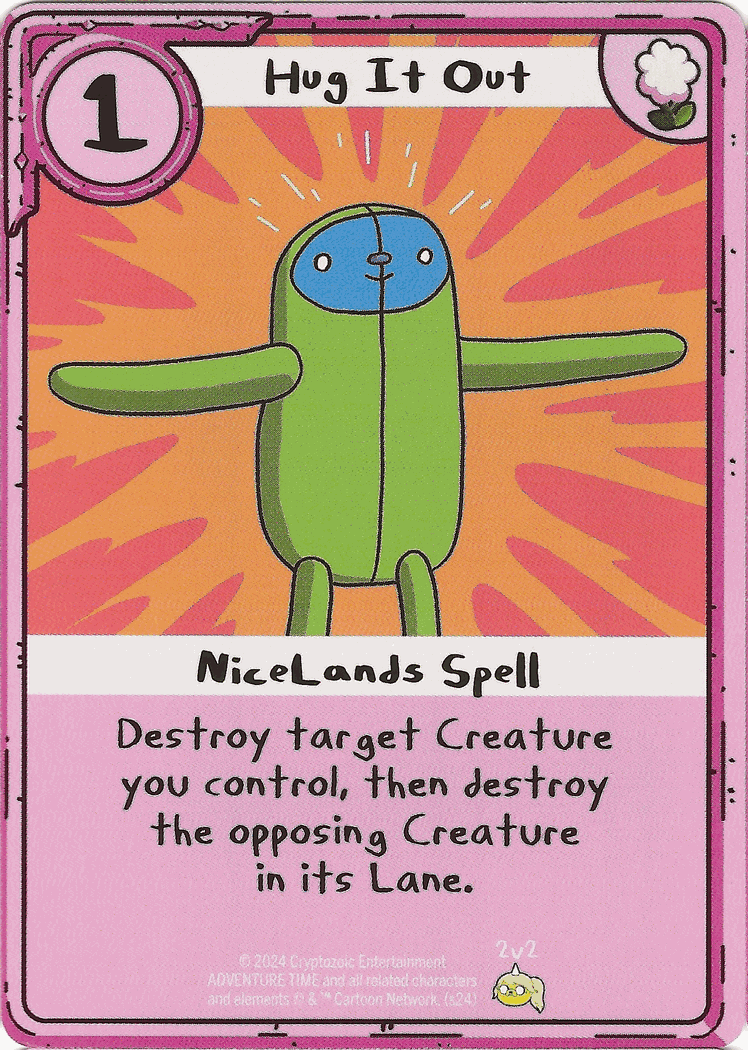 1
Hug It Out
NiceLands Spell
Destroy target Creature
you control, then destroy
the opposing Creature
in its Lane.
2v2
© 2024 Cryptozoic Entertainment
ADVENTURE TIME and all related characters
and elements © & ™ Cartoon Network. (s24)